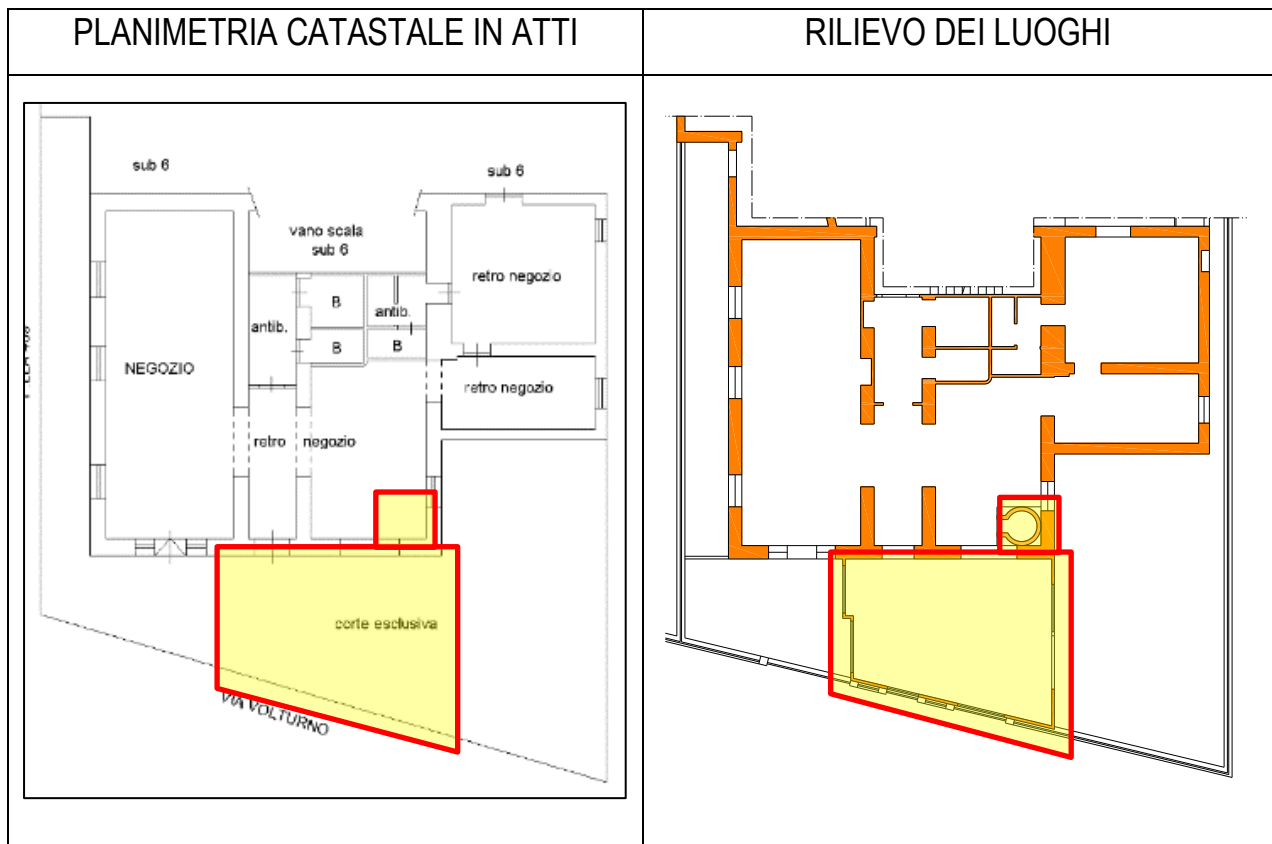 PLANIMETRIA CATASTALE IN ATTI
RILIEVO DEI LUOGHI
sub 6
sub 6
vano scala
sub 6
retro negozio
B
antib.
antib.
B
B
NEGOZIO
retro negozio
retro
negozio
corte esclusiva
VIA VOLTURNO